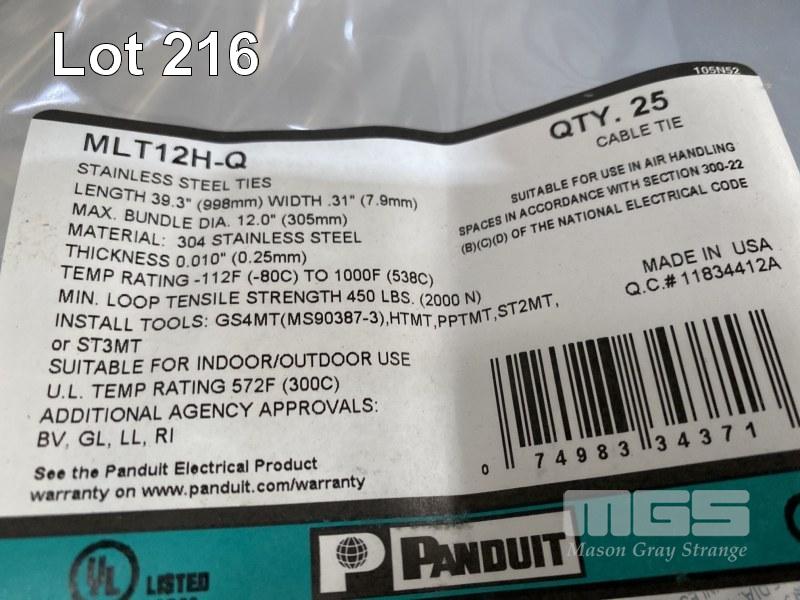 Lot 216
105N52
MLT12H-Q
STAINLESS STEEL TIES
LENGTH 39.3" (998mm) WIDTH .31" (7.9mm)
MAX. BUNDLE DIA. 12.0" (305mm)
MATERIAL: 304 STAINLESS STEEL
THICKNESS 0.010" (0.25mm)
TEMP RATING -112F (-80C) TO 1000F (538C)
MIN. LOOP TENSILE STRENGTH 450 LBS. (2000 N)
INSTALL TOOLS: GS4MT(MS90387-3),HTMT,PPTMT,ST2MT,
or ST3MT
SUITABLE FOR INDOOR/OUTDOOR USE
U.L. TEMP RATING 572F (300C)
ADDITIONAL AGENCY APPROVALS:
BV, GL, LL, RI
See the Panduit Electrical Product
warranty on www.panduit.com/warranty
QTY. 25
CABLE TIE
SUITABLE FOR USE IN AIR HANDLING
SPACES IN ACCORDANCE WITH SECTION 300-22
(B)(C)(D) OF THE NATIONAL ELECTRICAL CODE
MADE IN USA
Q.C.# 11834412A
0 74983 34371
MGS
Mason Gray Strange
UL LISTED
P PANDUIT